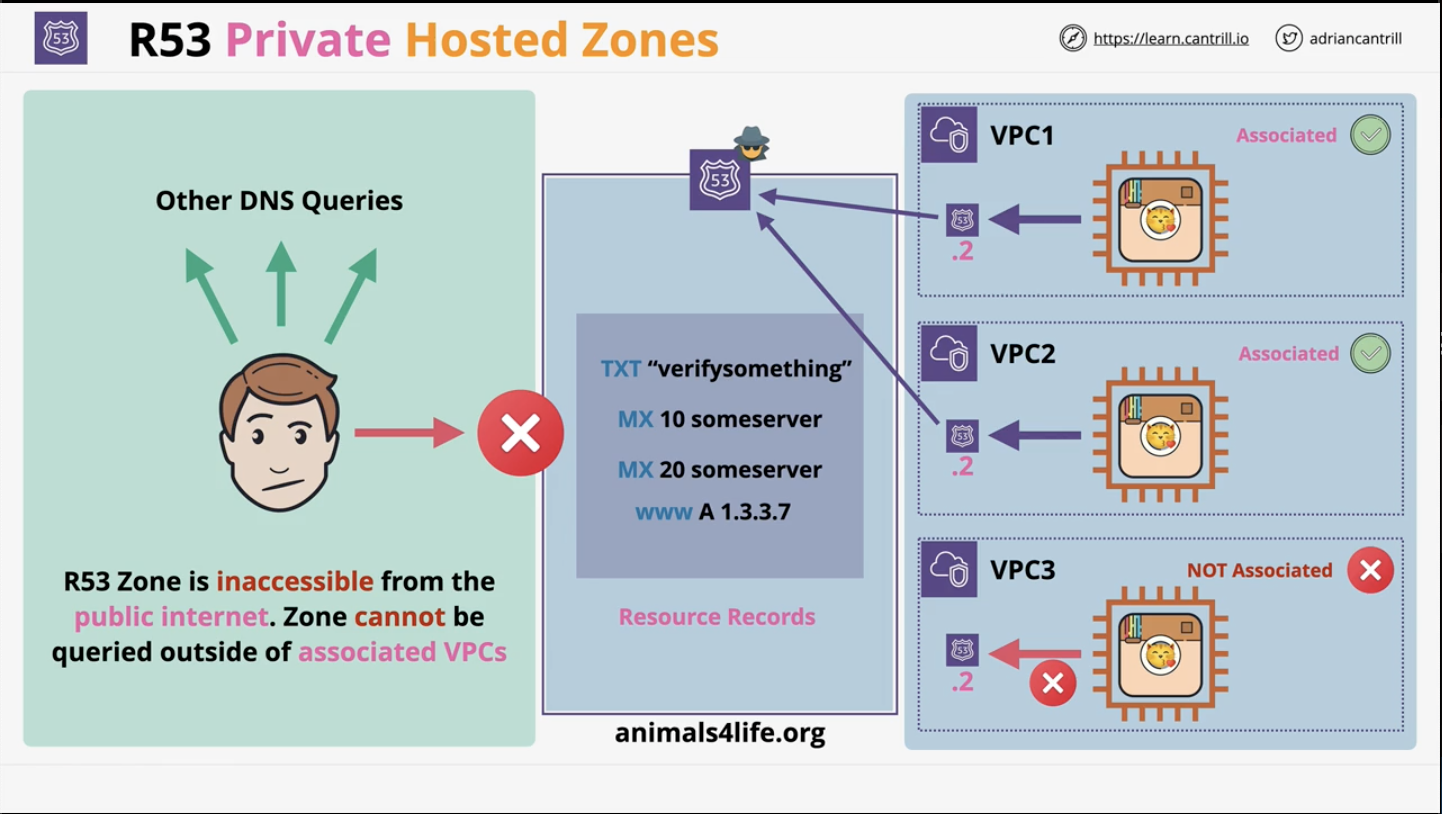 53
R53 Private Hosted Zones
https://learn.cantrill.io
adriancantrill
Other DNS Queries
R53 Zone is inaccessible from the
public internet. Zone cannot be
queried outside of associated VPCs
53
TXT “verifysomething”
MX 10 someserver
MX 20 someserver
www A 1.3.3.7
Resource Records
animals4life.org
VPC1
Associated
53
.2
VPC2
Associated
53
.2
VPC3
NOT Associated
53
.2